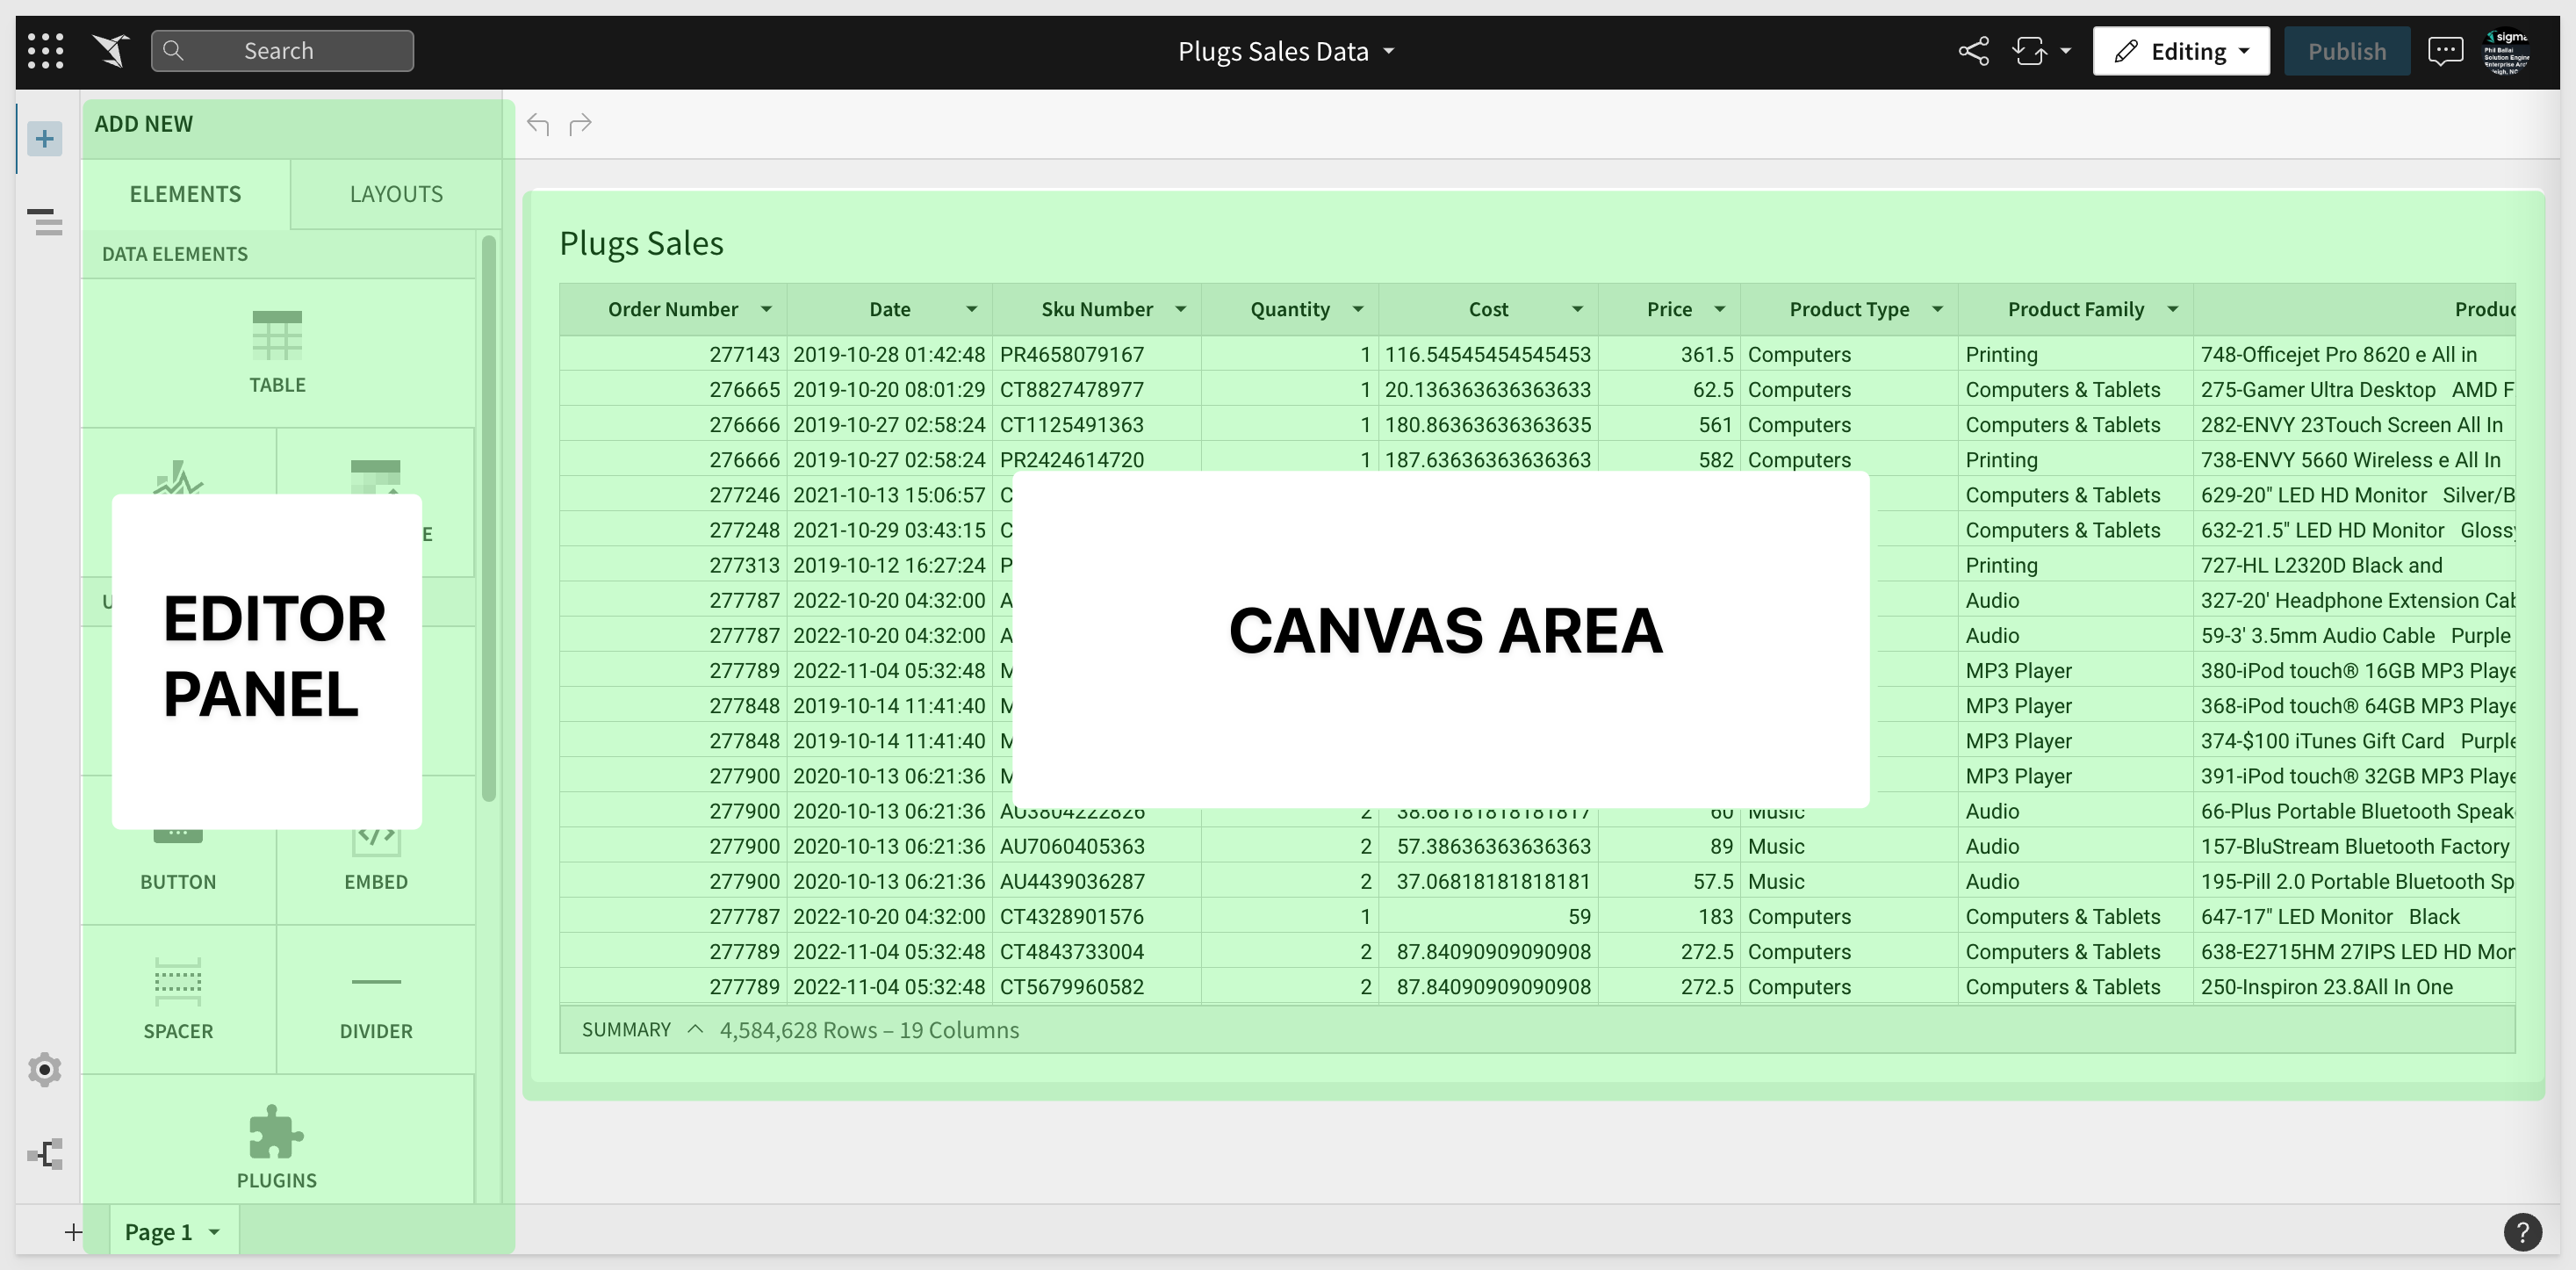 Search
Plugs Sales Data
Editing
Publish
sigma
ADD NEW
ELEMENTS LAYOUTS
DATA ELEMENTS
TABLE
E
U
EDITOR
PANEL
BUTTON EMBED
SPACER DIVIDER
PLUGINS
Page 1
Plugs Sales
Order Number Date Sku Number Quantity Cost Price Product Type Product Family Produc
277143 2019-10-28 01:42:48 PR4658079167 1 116.54545454545453 361.5 Computers Printing 748-Officejet Pro 8620 e All in
276665 2019-10-20 08:01:29 CT8827478977 1 20.136363636363633 62.5 Computers Computers & Tablets 275-Gamer Ultra Desktop AMD F
276666 2019-10-27 02:58:24 CT1125491363 1 180.86363636363635 561 Computers Computers & Tablets 282-ENVY 23Touch Screen All In
276666 2019-10-27 02:58:24 PR2424614720 1 187.63636363636363 582 Computers Printing 738-ENVY 5660 Wireless e All In
277246 2021-10-13 15:06:57 C Computers & Tablets 629-20" LED HD Monitor Silver/B
277248 2021-10-29 03:43:15 C Computers & Tablets 632-21.5" LED HD Monitor Gloss
277313 2019-10-12 16:27:24 P Printing 727-HL L2320D Black and
277787 2022-10-20 04:32:00 A Audio 327-20' Headphone Extension Cab
277787 2022-10-20 04:32:00 A Audio 59-3' 3.5mm Audio Cable Purple
277789 2022-11-04 05:32:48 M MP3 Player 380-iPod touch® 16GB MP3 Playe
277848 2019-10-14 11:41:40 M MP3 Player 368-iPod touch® 64GB MP3 Playe
277848 2019-10-14 11:41:40 M MP3 Player 374-$100 iTunes Gift Card Purple
277900 2020-10-13 06:21:36 M MP3 Player 391-iPod touch® 32GB MP3 Playe
277900 2020-10-13 06:21:36 AU3804222826 2 38.68181818181817 60 Music Audio 66-Plus Portable Bluetooth Speak
277900 2020-10-13 06:21:36 AU7060405363 2 57.38636363636363 89 Music Audio 157-BluStream Bluetooth Factory
277900 2020-10-13 06:21:36 AU4439036287 2 37.06818181818181 57.5 Music Audio 195-Pill 2.0 Portable Bluetooth Sp
277787 2022-10-20 04:32:00 CT4328901576 1 59 183 Computers Computers & Tablets 647-17" LED Monitor Black
277789 2022-11-04 05:32:48 CT4843733004 2 87.84090909090908 272.5 Computers Computers & Tablets 638-E2715HM 27IPS LED HD Mon
277789 2022-11-04 05:32:48 CT5679960582 2 87.84090909090908 272.5 Computers Computers & Tablets 250-Inspiron 23.8All In One
CANVAS AREA
SUMMARY 4,584,628 Rows – 19 Columns
?